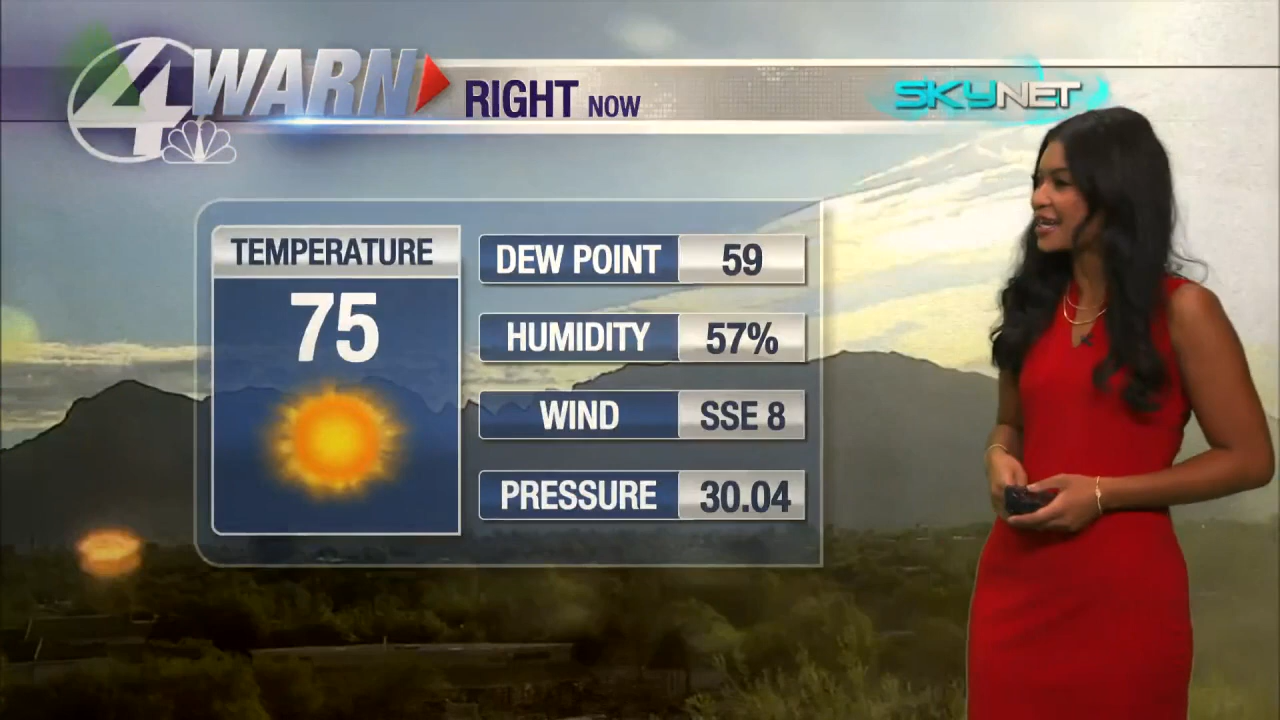 4 WARN
RIGHT NOW
SKYNET
TEMPERATURE
75
DEW POINT 59
HUMIDITY 57%
WIND SSE 8
PRESSURE 30.04